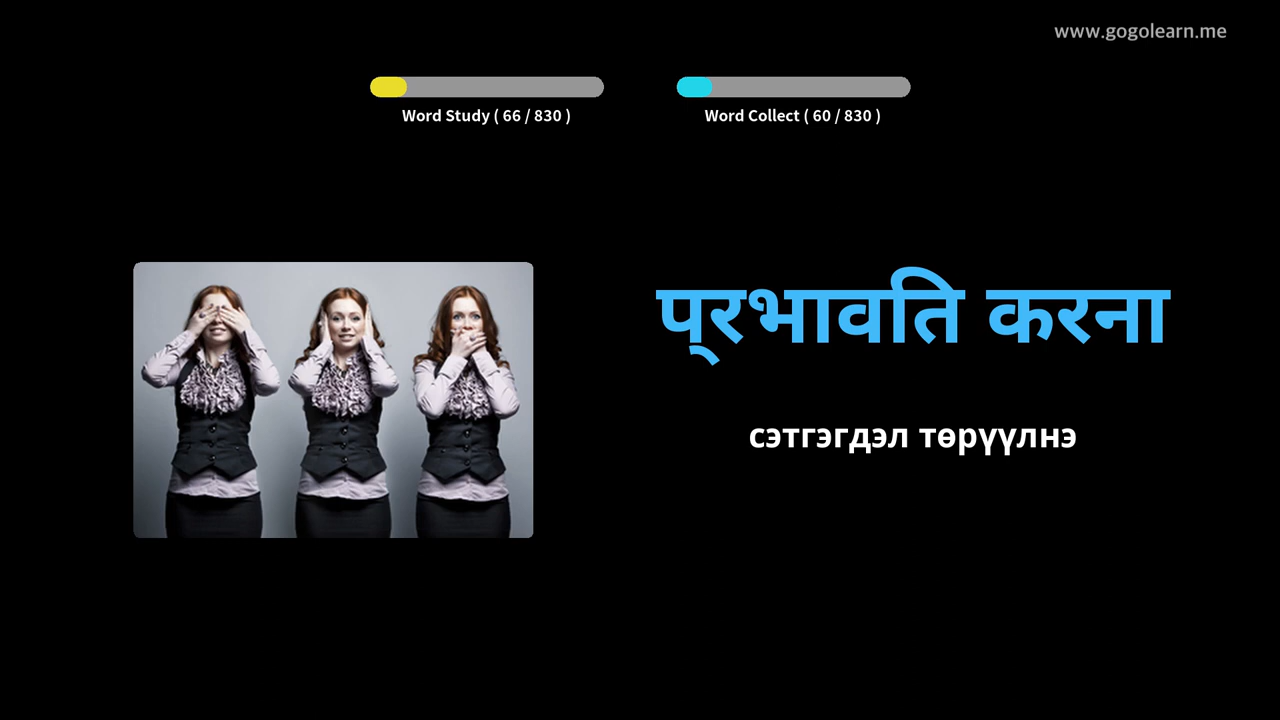 www.gogolearn.me
Word Study ( 66 / 830 )
Word Collect ( 60 / 830 )
प्रभावति करना
сэтгэгдэл төрүүлнэ